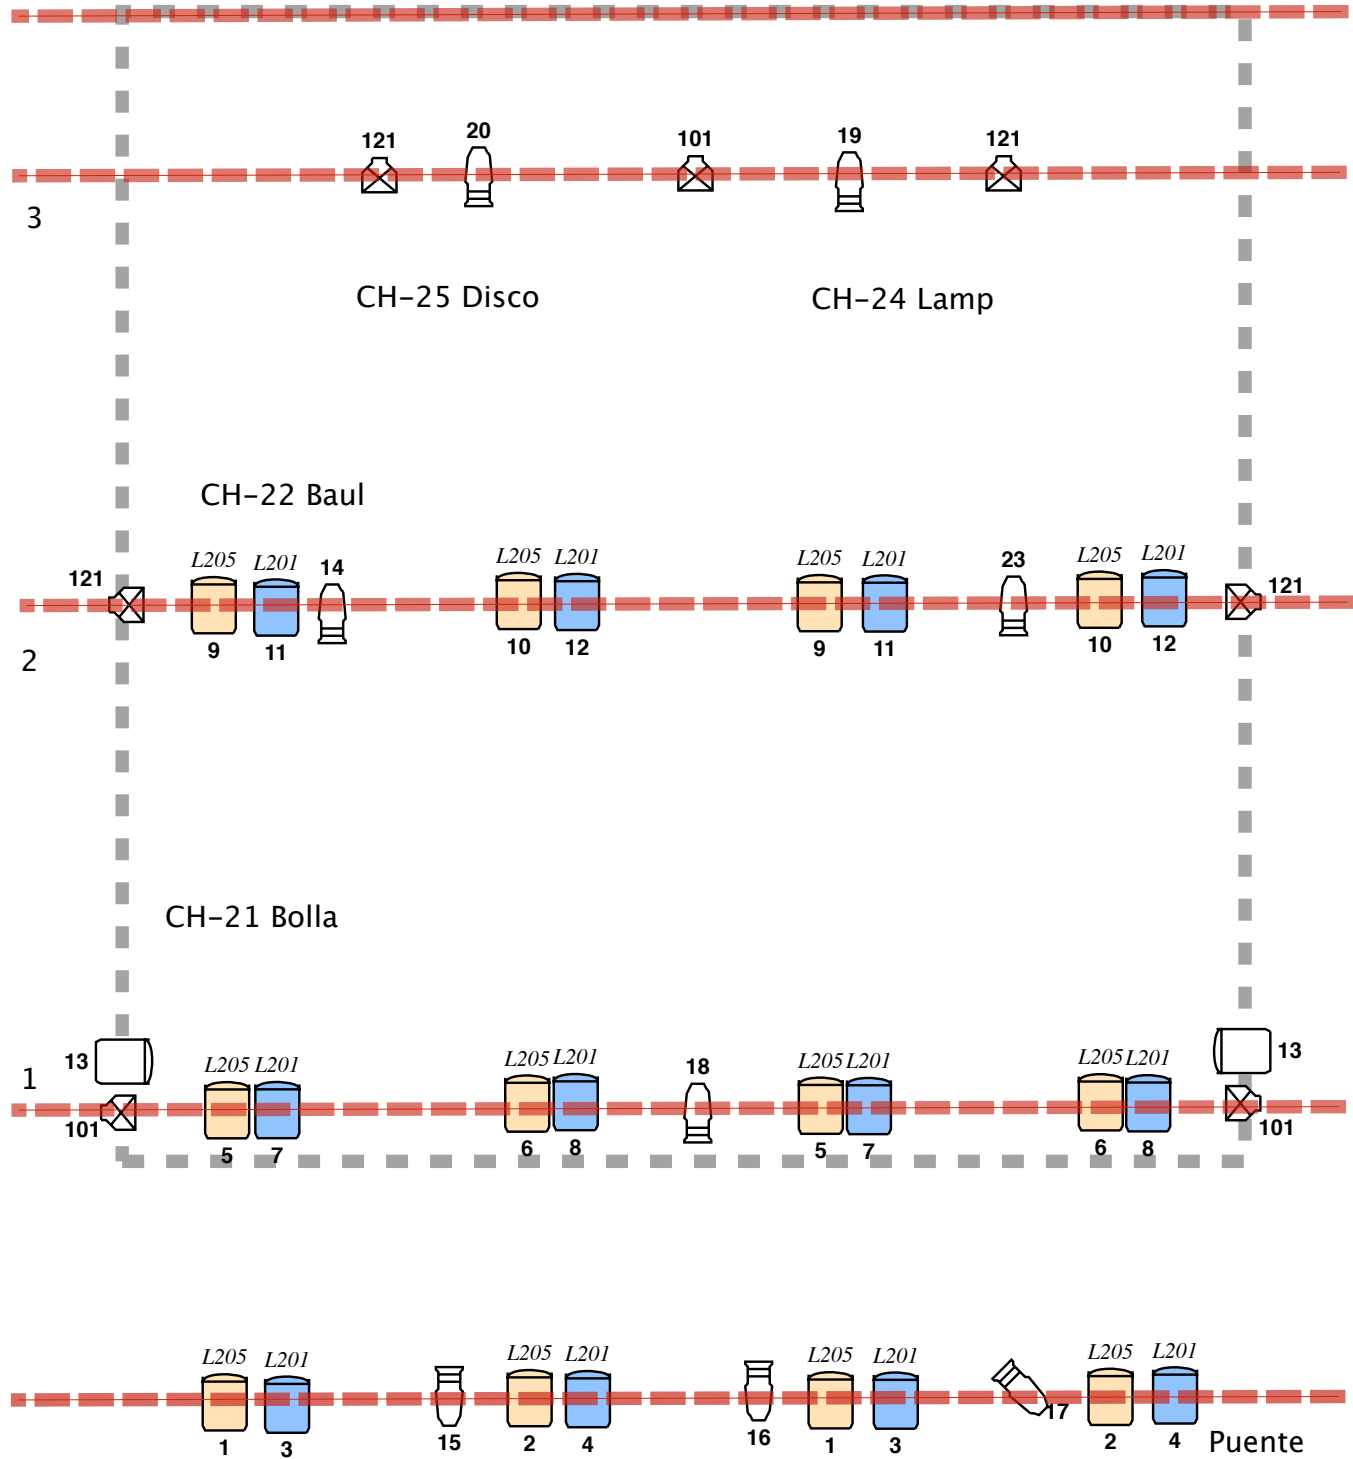 121 20 101 19 121
3
CH-25 Disco CH-24 Lamp
CH-22 Baul
L205 L201 14 L205 L201 L205 L201 23 L205 L201
121 121
9 11 10 12 9 11 10 12
2
CH-21 Bolla
13 L205 L201 L205 L201 18 L205 L201 L205 L201 13
1
101 101
5 7 6 8 5 7 6 8
L205 L201 L205 L201 L205 L201 L205 L201
17
1 3 15 2 4 16 1 3 2 4 Puente